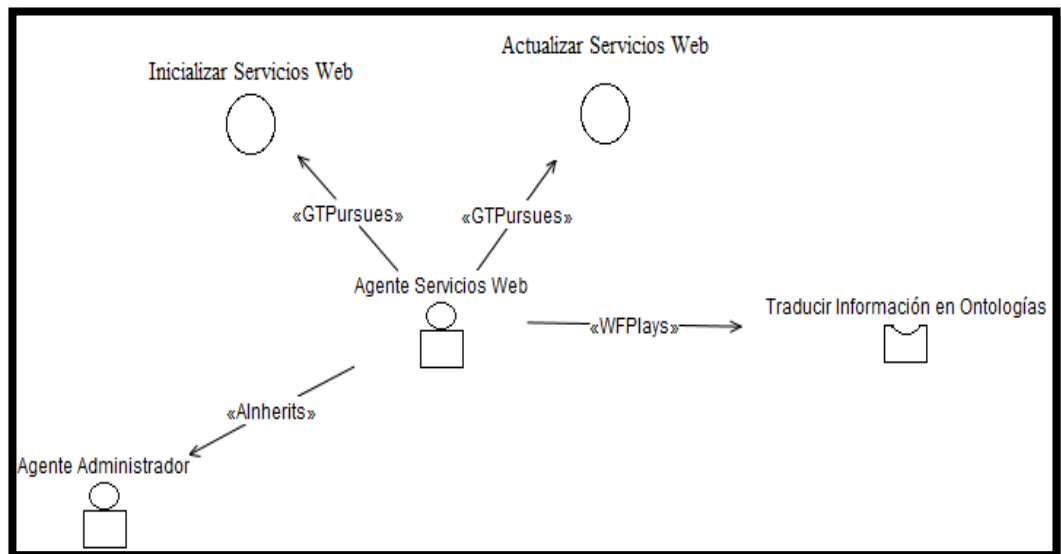 Actualizar Servicios Web
Inicializar Servicios Web
«GTPursues»
«GTPursues»
Agente Servicios Web
Traducir Información en Ontologías
«WFPlays»
«AInherits»
Agente Administrador